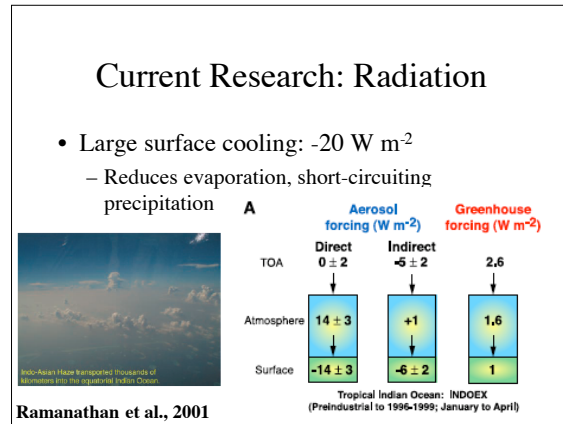 Current Research: Radiation
• Large surface cooling: -20 W m-2
– Reduces evaporation, short-circuiting
precipitation
A
Aerosol Greenhouse
forcing (W m-2) forcing (W m-2)
Direct Indirect
TOA 0 ± 2 -5 ± 2 2.6
Atmosphere 14 ± 3 +1 1.6
Surface -14 ± 3 -6 ± 2 1
Tropical Indian Ocean: INDOEX
(Preindustrial to 1996-1999; January to April)
Indo-Asian Haze transported thousands of
kilometers into the equatorial Indian Ocean.
Ramanathan et al., 2001